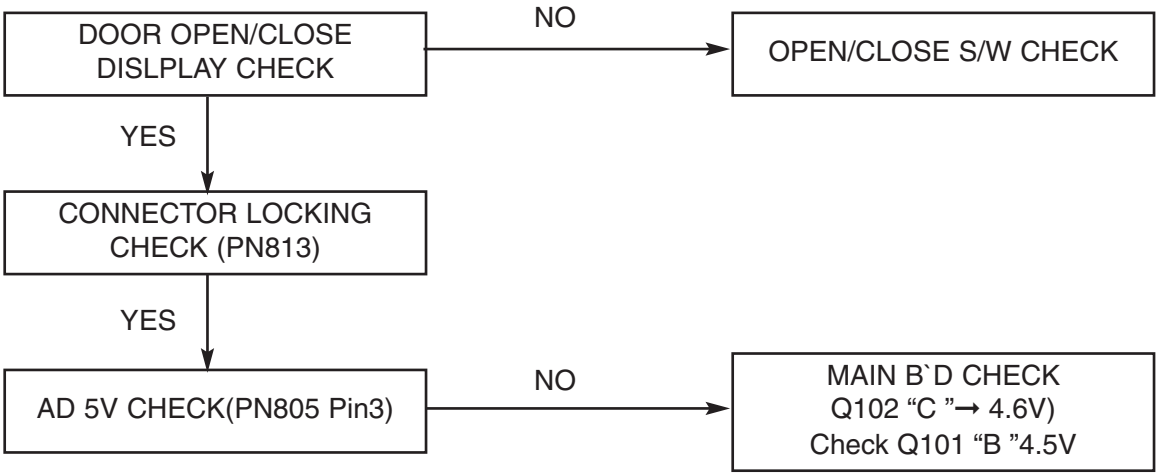 DOOR OPEN/CLOSE
DISLPLAY CHECK
NO
OPEN/CLOSE S/W CHECK
YES
CONNECTOR LOCKING
CHECK (PN813)
YES
AD 5V CHECK(PN805 Pin3)
NO
MAIN B`D CHECK
Q102 “C ”→ 4.6V)
Check Q101 “B ”4.5V